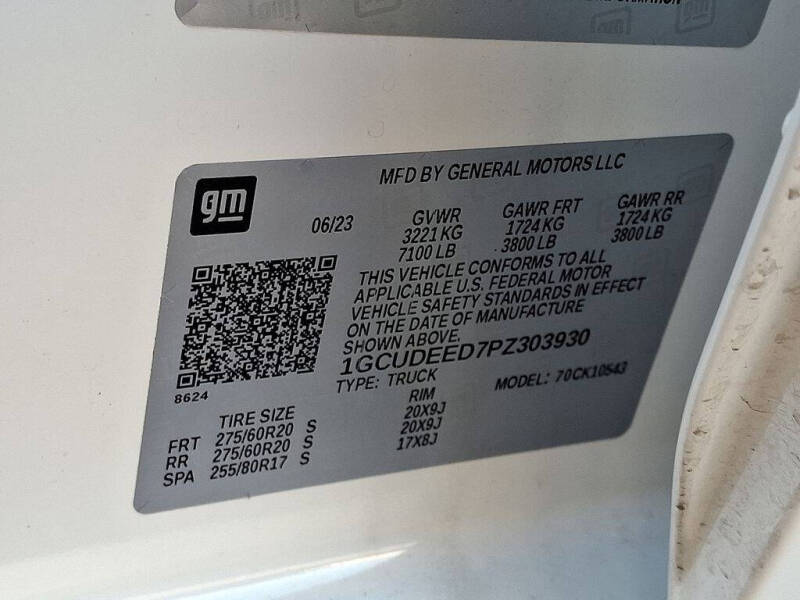 gm
MFD BY GENERAL MOTORS LLC
06/23
GVWR GAWR FRT GAWR RR
3221 KG 1724 KG 1724 KG
7100 LB 3800 LB 3800 LB
THIS VEHICLE CONFORMS TO ALL
APPLICABLE U.S. FEDERAL MOTOR
VEHICLE SAFETY STANDARDS IN EFFECT
ON THE DATE OF MANUFACTURE
SHOWN ABOVE.
1GCUDEED7PZ303930
TYPE: TRUCK MODEL: 70CK10543
8624
TIRE SIZE RIM
FRT 275/60R20 S 20X9J
RR 275/60R20 S 20X9J
SPA 255/80R17 S 17X8J